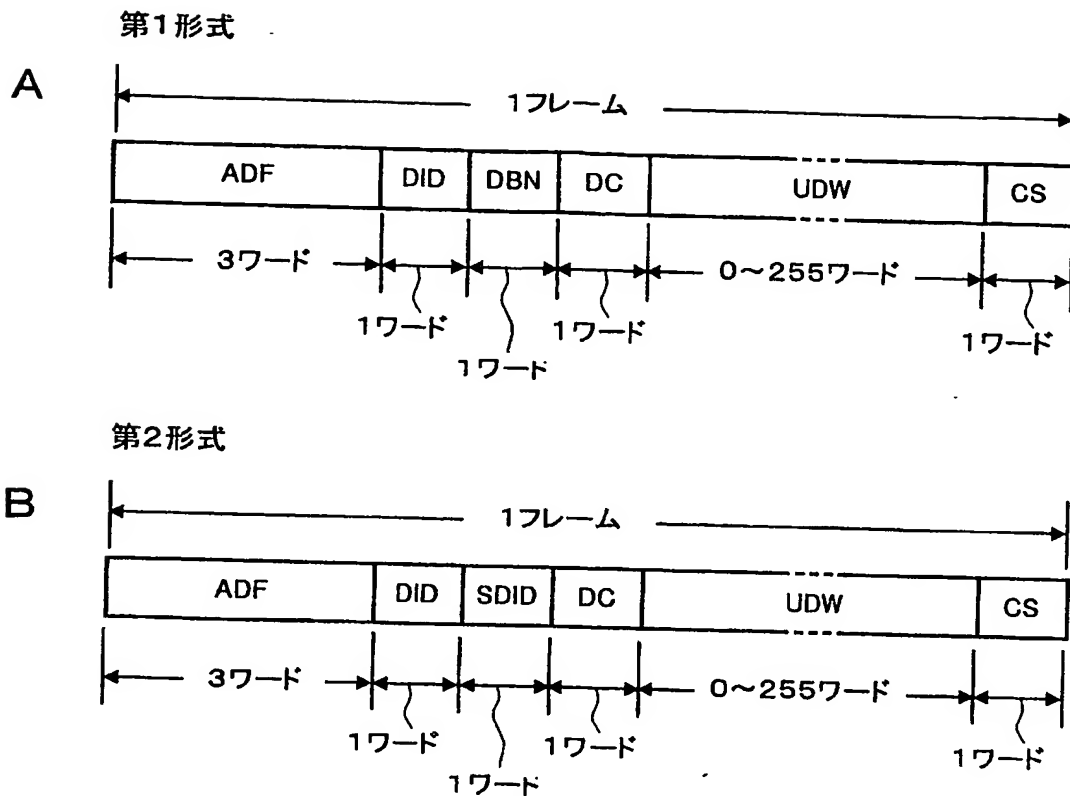 第1形式
A
1フレーム
ADF DID DBN DC UDW CS
3ワード 0～255ワード
1ワード 1ワード 1ワード
1ワード
第2形式
B
1フレーム
ADF DID SDID DC UDW CS
3ワード 0～255ワード
1ワード 1ワード 1ワード
1ワード